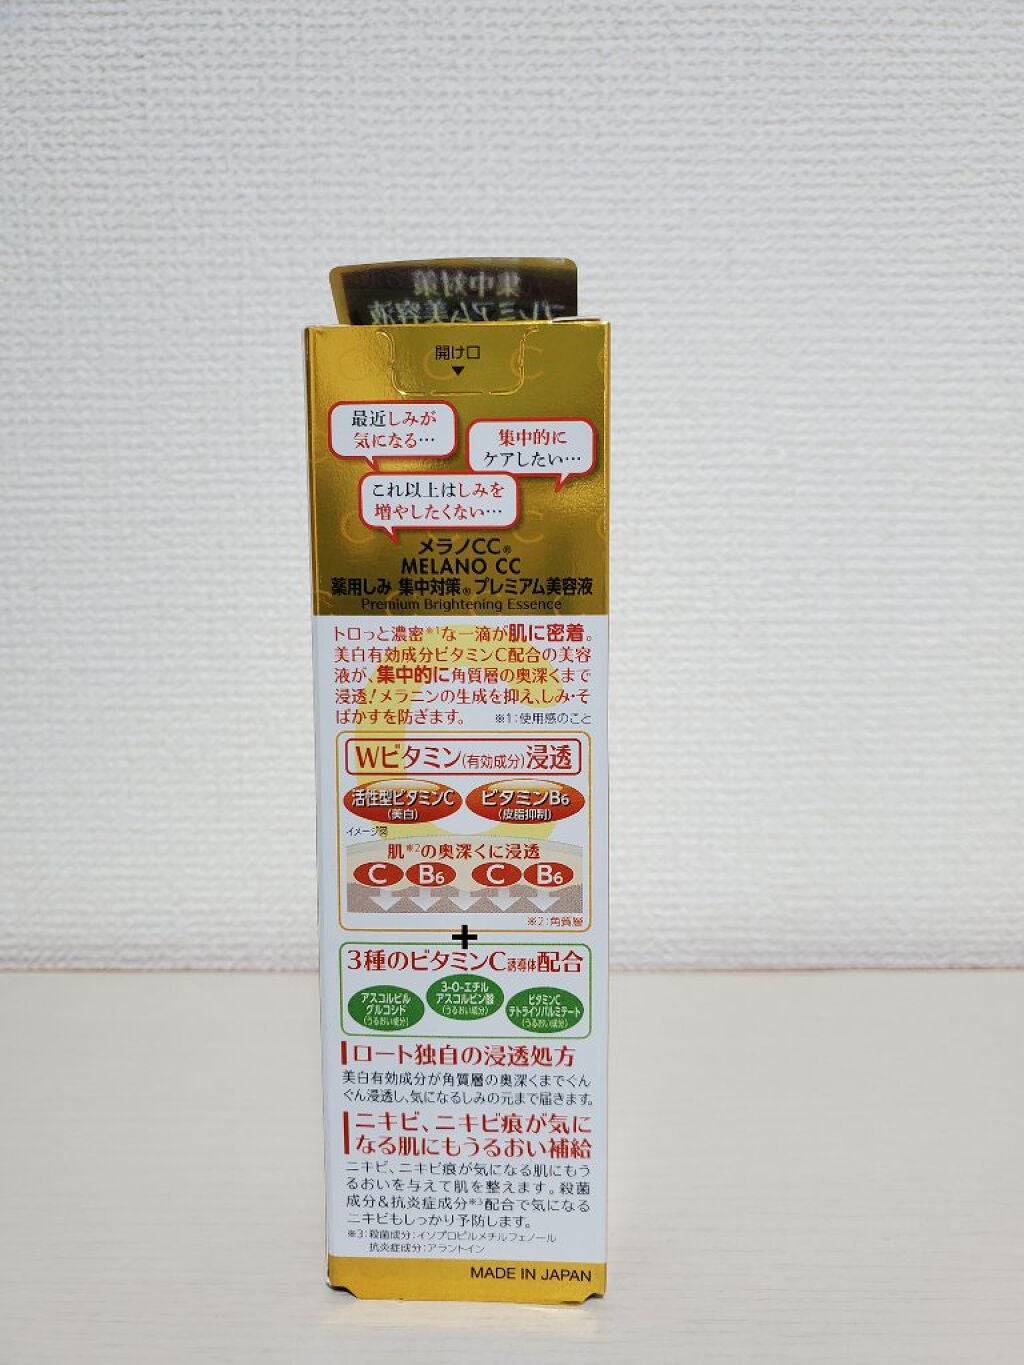 集中対策
プレミアム美容液
開け口
▼
最近しみが
気になる…
集中的に
ケアしたい…
これ以上はしみを
増やしたくない…
メラノCC®
MELANO CC
薬用しみ 集中対策® プレミアム美容液
Premium Brightening Essence
トロっと濃密※1な一滴が肌に密着。
美白有効成分ビタミンC配合の美容
液が、集中的に角質層の奥深くまで
浸透！メラニンの生成を抑え、しみ・そ
ばかすを防ぎます。 ※1：使用感のこと
Wビタミン(有効成分)浸透
活性型ビタミンC
(美白)
ビタミンB6
(皮脂抑制)
イメージ図
肌※2の奥深くに浸透
C B6 C B6
※2：角質層
+
3種のビタミンC誘導体配合
アスコルビル
グルコシド
(うるおい成分)
3-O-エチル
アスコルビン酸
(うるおい成分)
ビタミンC
テトライソパルミテート
(うるおい成分)
ロート独自の浸透処方
美白有効成分が角質層の奥深くまでぐん
ぐん浸透し、気になるしみの元まで届きます。
ニキビ、ニキビ痕が気に
なる肌にもうるおい補給
ニキビ、ニキビ痕が気になる肌にもう
るおいを与えて肌を整えます。殺菌
成分&抗炎症成分※3配合で気になる
ニキビもしっかり予防します。
※3：殺菌成分：イソプロピルメチルフェノール
抗炎症成分：アラントイン
MADE IN JAPAN